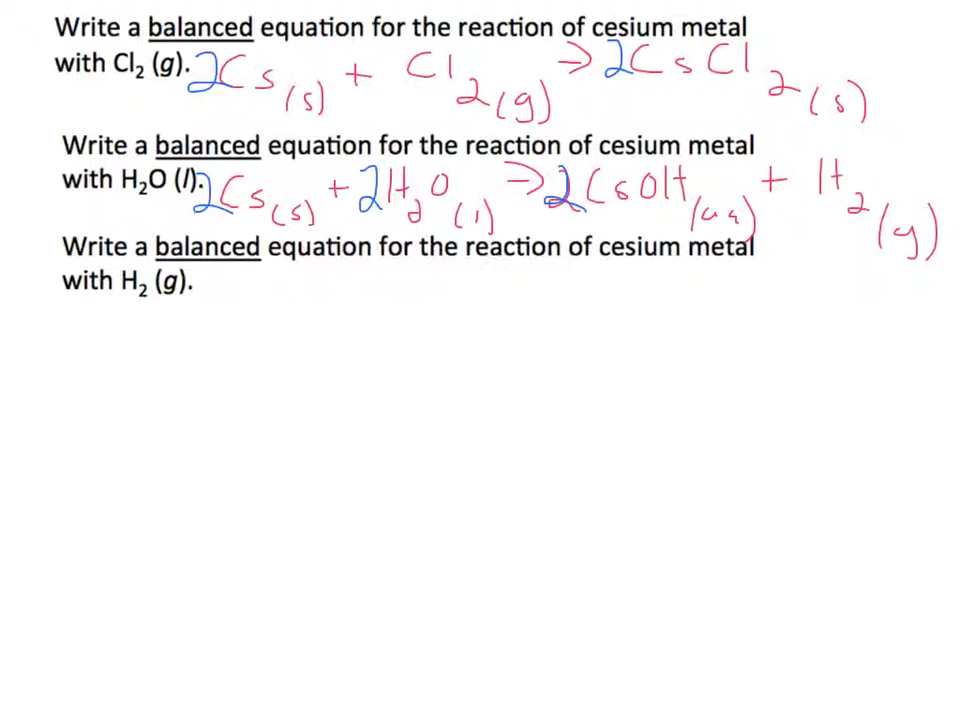 Write a balanced equation for the reaction of cesium metal
with Cl₂ (g). 2Cs(s) + Cl₂(g) → 2CsCl₂(s)
Write a balanced equation for the reaction of cesium metal
with H₂O (l). 2Cs(s) + 2H₂O(l) → 2CsOH(aq) + H₂(g)
Write a balanced equation for the reaction of cesium metal
with H₂ (g).